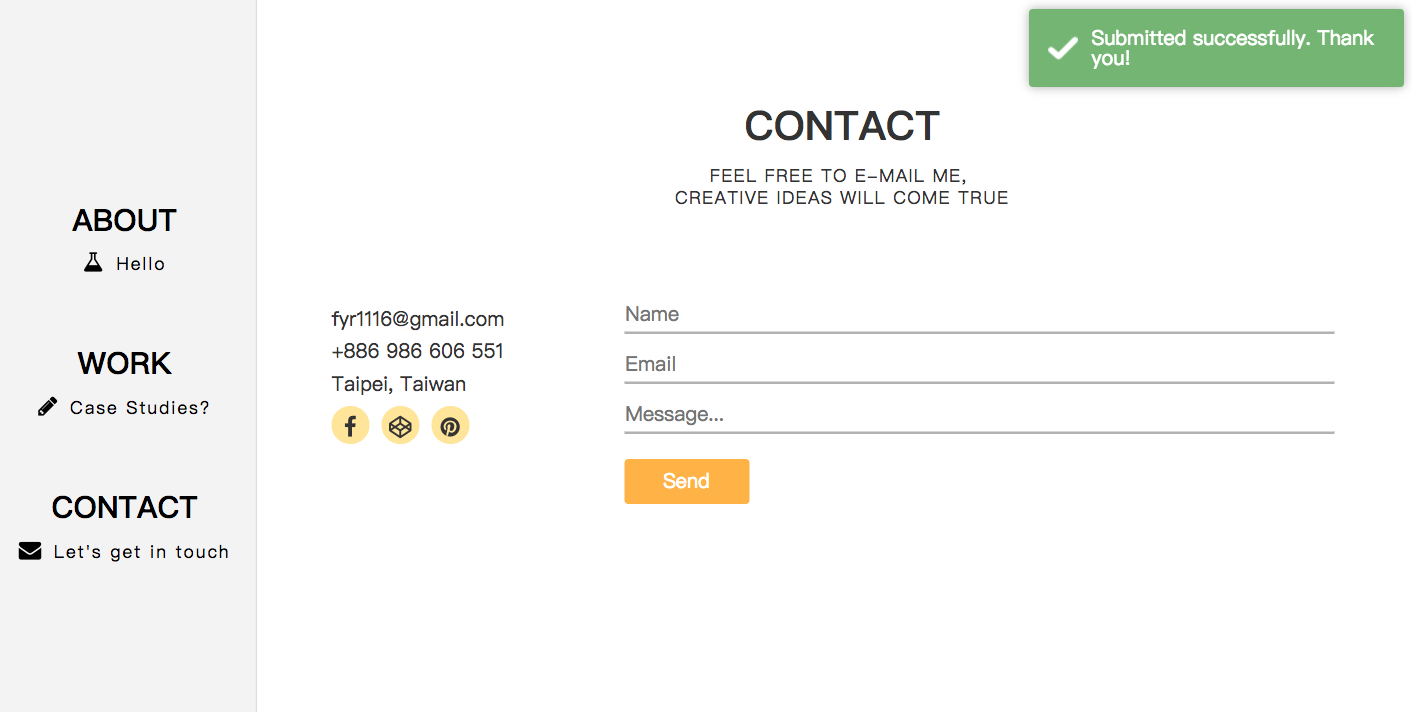 Submitted successfully. Thank
you!
ABOUT
Hello
WORK
Case Studies?
CONTACT
Let's get in touch
CONTACT
FEEL FREE TO E-MAIL ME,
CREATIVE IDEAS WILL COME TRUE
fyr1116@gmail.com
+886 986 606 551
Taipei, Taiwan
Name
Email
Message...
Send